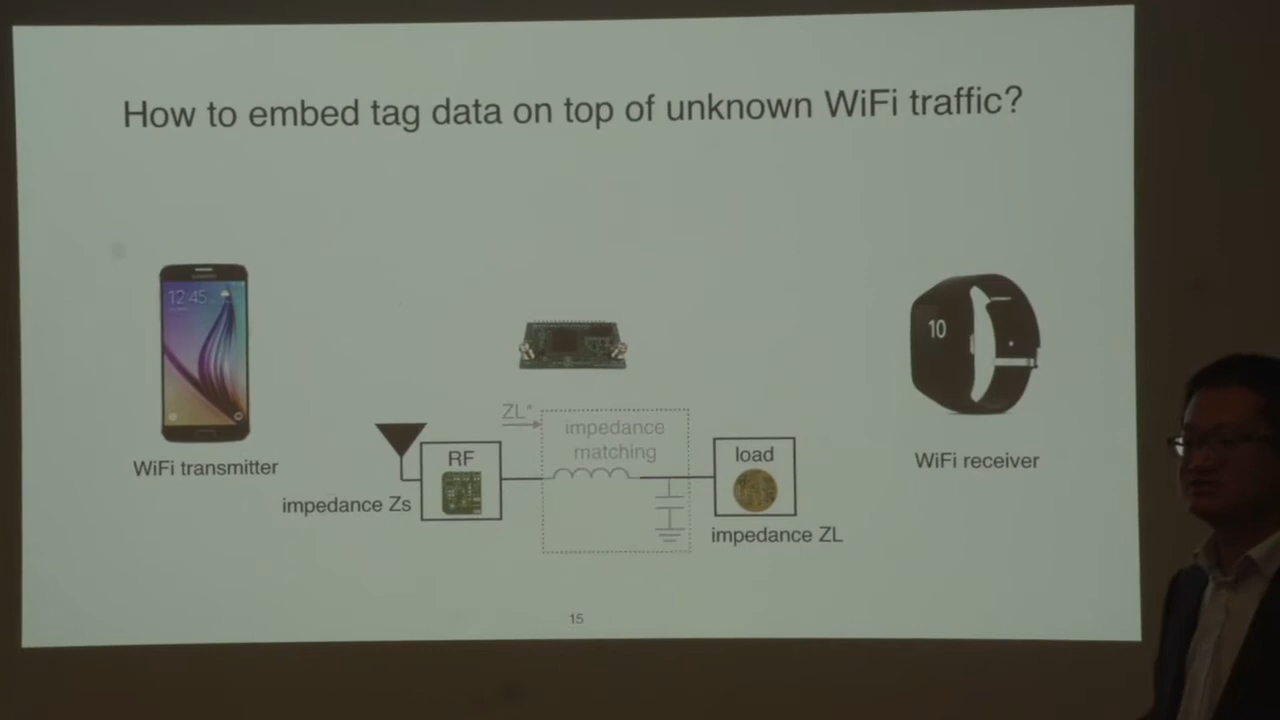 How to embed tag data on top of unknown WiFi traffic?
12:45
10
ZL*
impedance
matching
RF
load
WiFi transmitter
impedance Zs
WiFi receiver
impedance ZL
15